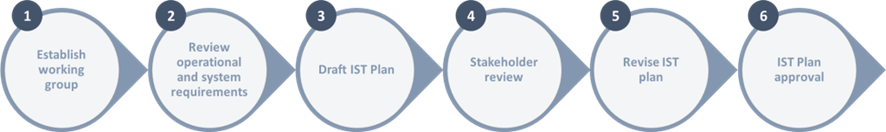 1
Establish
working
group
2
Review
operational
and system
requirements
3
Draft IST Plan
4
Stakeholder
review
5
Revise IST
plan
6
IST Plan
approval